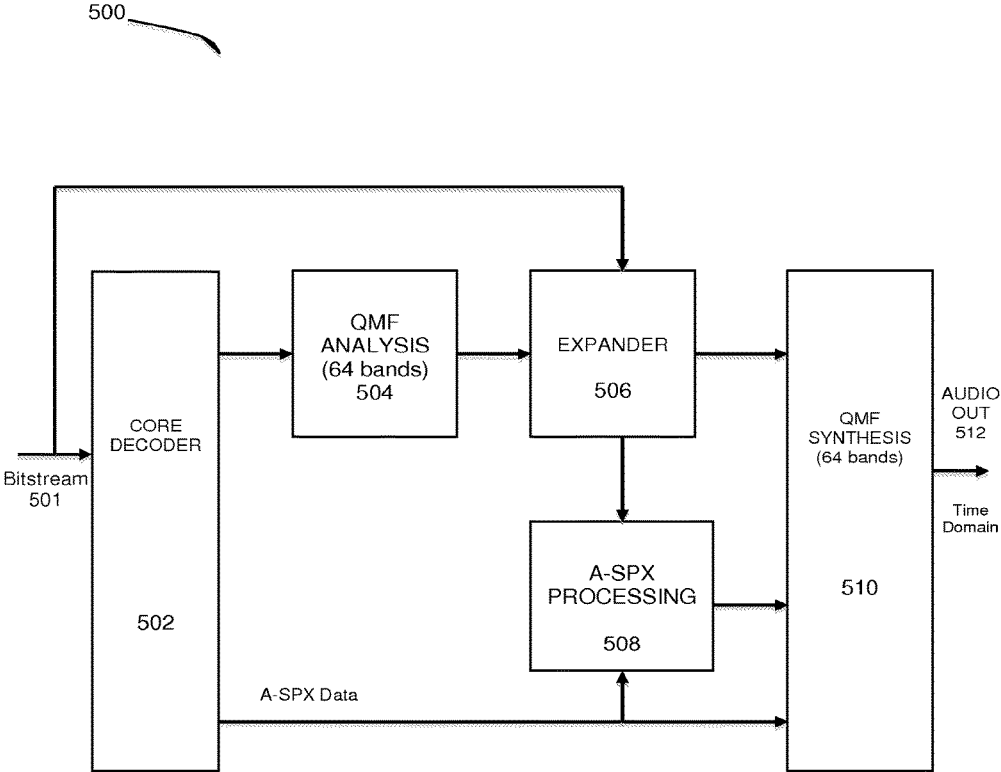 500
QMF
ANALYSIS
(64 bands)
504
EXPANDER
506
CORE
DECODER
QMF
SYNTHESIS
(64 bands)
AUDIO
OUT
512
Bitstream
501
Time
Domain
A-SPX
PROCESSING
508
510
502
A-SPX Data